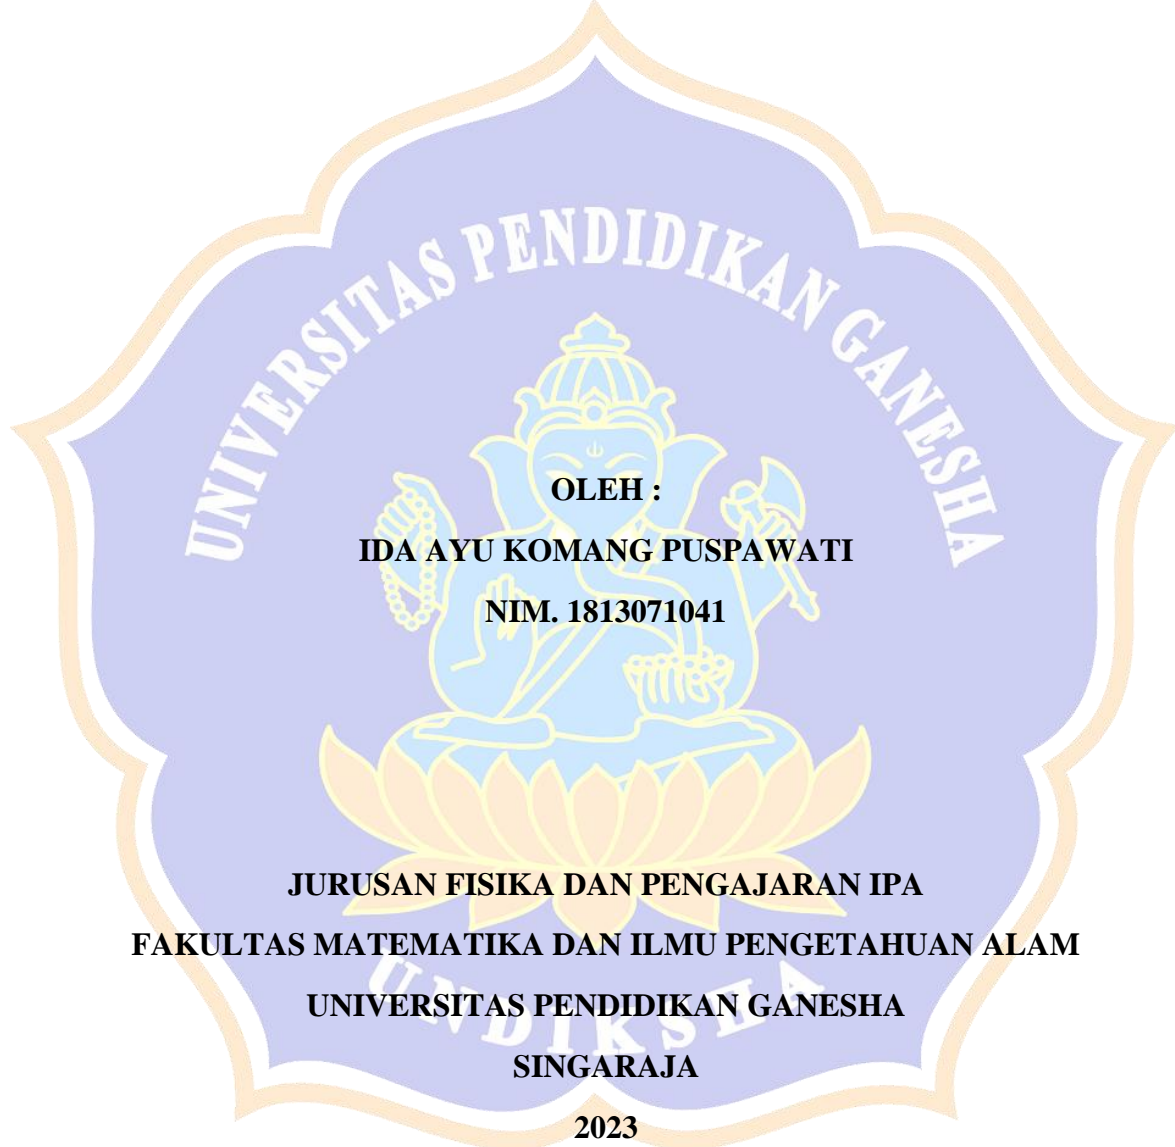 UNIVERSITAS PENDIDIKAN GANESHA
OLEH :
IDA AYU KOMANG PUSPAWATI
NIM. 1813071041
JURUSAN FISIKA DAN PENGAJARAN IPA
FAKULTAS MATEMATIKA DAN ILMU PENGETAHUAN ALAM
UNDIKSHA
UNIVERSITAS PENDIDIKAN GANESHA
SINGARAJA
2023